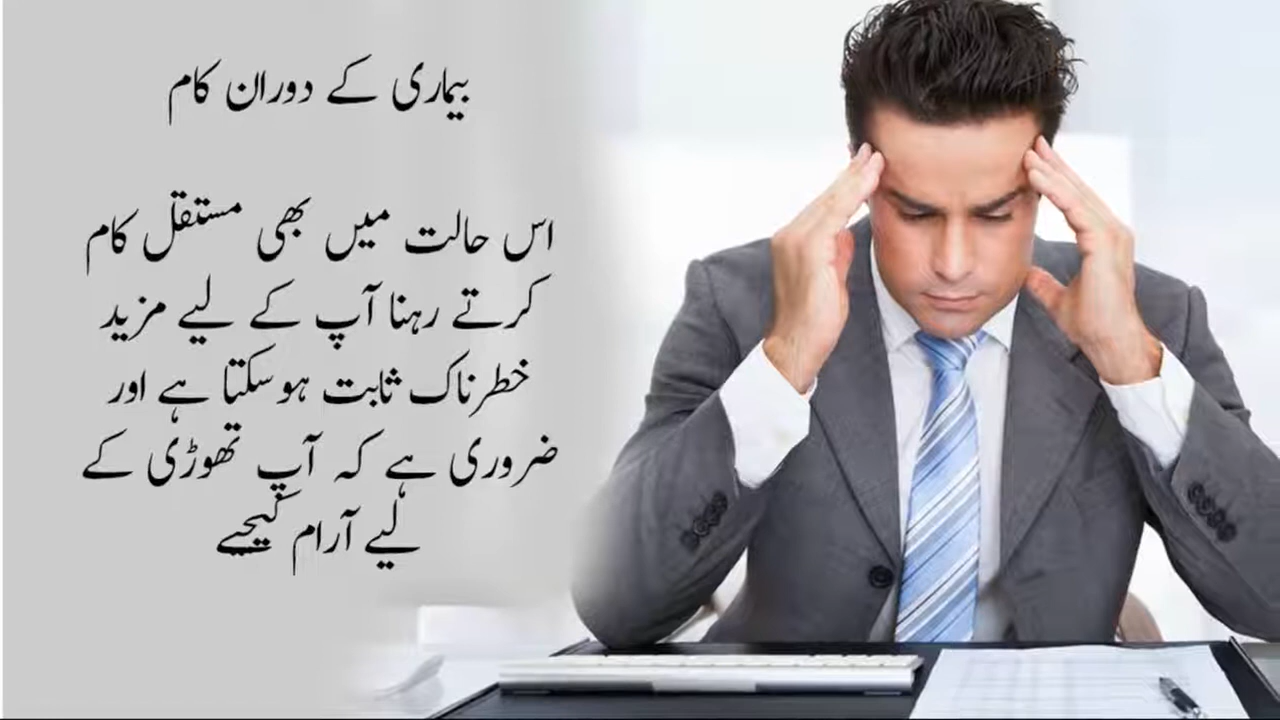 بیماری کے دوران کام
اس حالت میں بھی مستقل کام
کرتے رہنا آپ کے لیے مزید
خطرناک ثابت ہوسکتا ہے اور
ضروری ہے کہ آپ تھوڑی کے
لیے آرام کیجیے